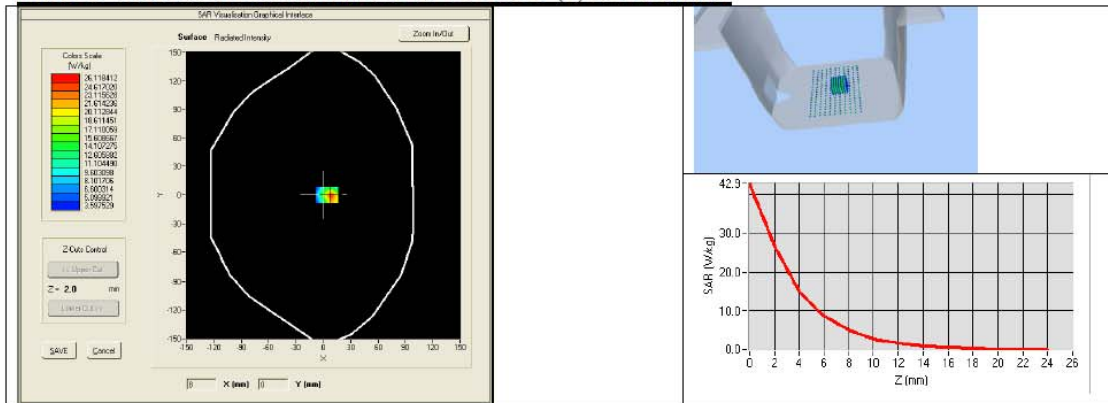 SAR Visualisation Graphical Interface
Surface Radiated Intensity
Zoom In/Out
Colors Scale
(W/kg)
26.118412
24.617020
23.115628
21.614236
20.112844
18.611451
17.110059
15.608667
14.107275
12.605882
11.104490
9.603098
8.101706
6.600314
5.098921
3.597529
Z-Cuts Control
<< Upper Cut
Z = 2.0 mm
Lower Cut >>
SAVE Cancel
150-
120-
90-
60-
30-
0-
-30-
-60-
-90-
-120-
-150-
Y
-150 -120 -90 -60 -30 0 30 60 90 120 150
X
8 X (mm) 0 Y (mm)
42.9
30.0-
20.0-
10.0-
0.0-
SAR (W/kg)
0 2 4 6 8 10 12 14 16 18 20 22 24 26
Z (mm)